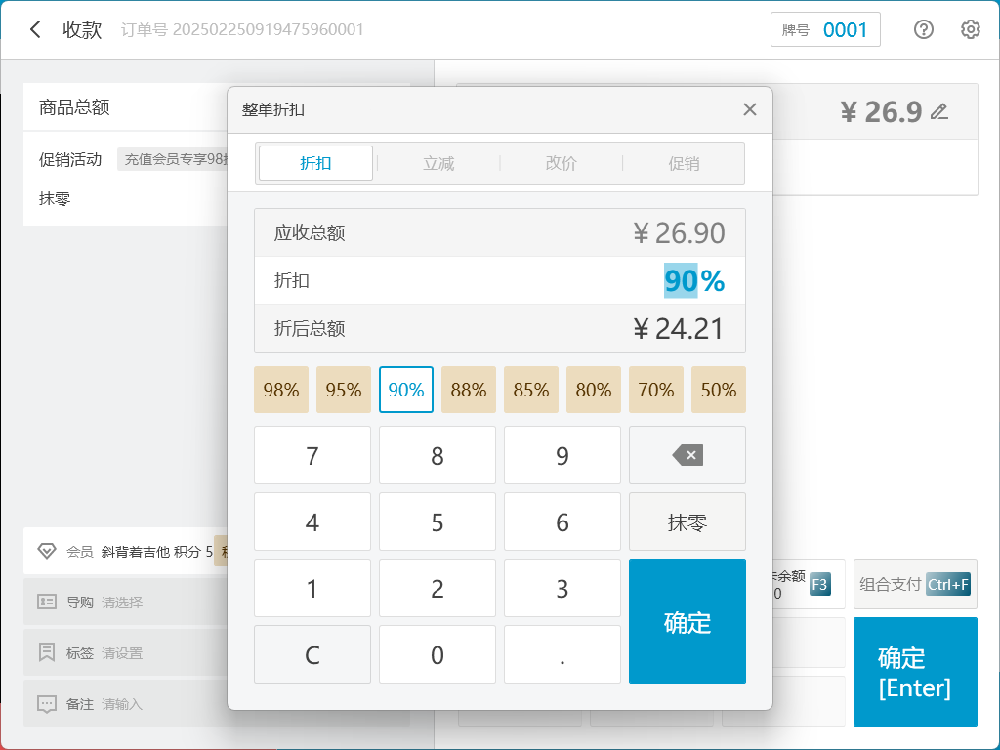 收款 订单号 202502250919475960001
牌号 0001
商品总额
¥ 26.9
促销活动 充值会员专享98
抹零
整单折扣
折扣 立减 改价 促销
应收总额 ¥ 26.90
折扣 90%
折后总额 ¥ 24.21
98% 95% 90% 88% 85% 80% 70% 50%
7 8 9
4 5 6 抹零
1 2 3
确定
C 0 .
会员 斜背着吉他 积分 5
导购 请选择
标签 请设置
备注 请输入
余额
0
F3
组合支付 Ctrl+F
确定
[Enter]